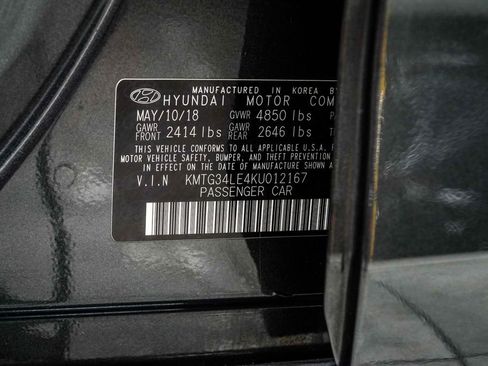 MANUFACTURED IN KOREA BY
HYUNDAI MOTOR COM
MAY/10/18 GVWR 4850 lbs
GAWR FRONT 2414 lbs GAWR REAR 2646 lbs
THIS VEHICLE CONFORMS TO ALL APPLICABLE U.S.A.
MOTOR VEHICLE SAFETY, BUMPER, AND THEFT PREVENTION
STANDARDS IN EFFECT ON THE DATE OF MANUFACTURE SHOWN
V.I.N KMTG34LE4KU012167
PASSENGER CAR